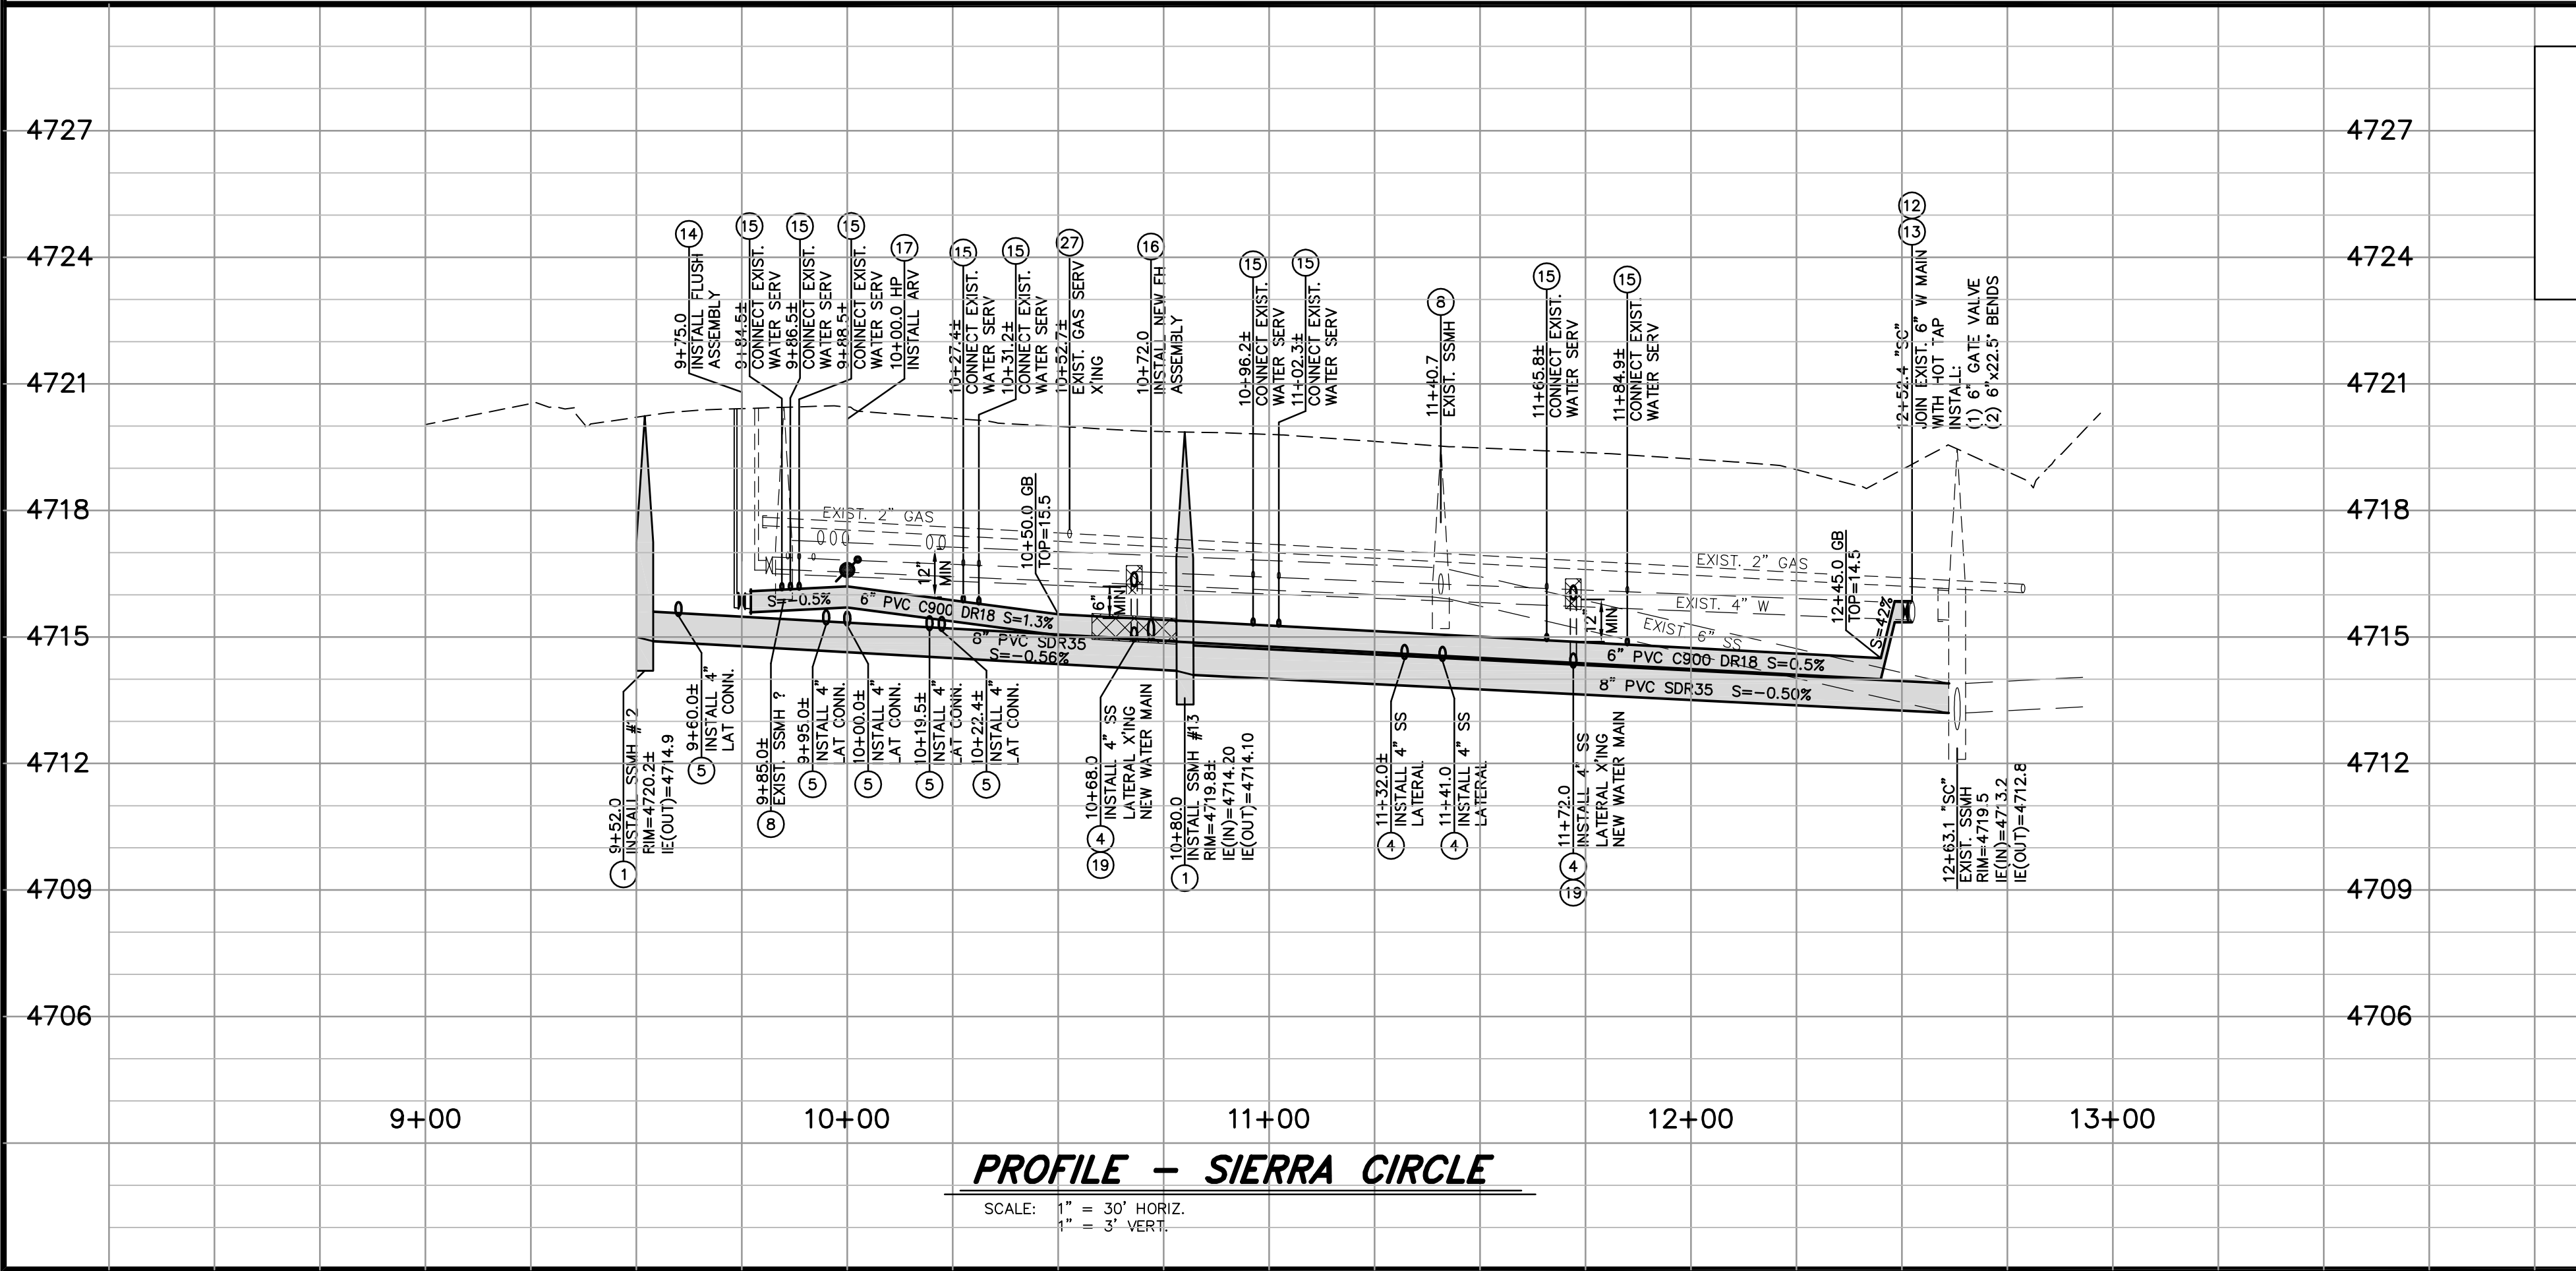 4727
4727
4724
4724
4721
4721
4718
4718
4715
4715
4712
4712
4709
4709
4706
4706
14
9+75.0
INSTALL FLUSH
ASSEMBLY
15
9+84.5±
CONNECT EXIST.
WATER SERV
15
9+86.5±
CONNECT EXIST.
WATER SERV
15
9+88.5±
CONNECT EXIST.
WATER SERV
17
10+00.0 HP
INSTALL ARV
15
10+27.4±
CONNECT EXIST.
WATER SERV
15
10+31.2±
CONNECT EXIST.
WATER SERV
27
10+52.7±
EXIST. GAS SERV
X'ING
16
10+72.0
INSTALL NEW FH
ASSEMBLY
15
10+96.2±
CONNECT EXIST.
WATER SERV
15
11+02.3±
CONNECT EXIST.
WATER SERV
8
11+40.7
EXIST. SSMH
15
11+65.8±
CONNECT EXIST.
WATER SERV
15
11+84.9±
CONNECT EXIST.
WATER SERV
12
13
12+52.4 "SC"
JOIN EXIST. 6" W MAIN
WITH HOT TAP
INSTALL:
(1) 6" GATE VALVE
(2) 6"x22.5° BENDS
EXIST. 2" GAS
10+50.0 GB
TOP=15.5
12"
MIN
6"
MIN
12"
MIN
S=-0.5%
6" PVC C900 DR18 S=1.3%
8" PVC SDR35
S=-0.56%
EXIST. 2" GAS
EXIST. 4" W
EXIST 6" SS
12+45.0 GB
TOP=14.5
S=42%
6" PVC C900 DR18 S=0.5%
8" PVC SDR35 S=-0.50%
9+52.0
INSTALL SSMH #12
RIM=4720.2±
IE(OUT)=4714.9
1
9+60.0±
INSTALL 4"
LAT CONN.
5
9+85.0±
EXIST. SSMH ?
8
9+95.0±
INSTALL 4"
LAT CONN.
5
10+00.0±
INSTALL 4"
LAT CONN.
5
10+19.5±
INSTALL 4"
LAT CONN.
5
10+22.4±
INSTALL 4"
LAT CONN.
5
10+68.0
INSTALL 4" SS
LATERAL X'ING
NEW WATER MAIN
4
19
10+80.0
INSTALL SSMH #13
RIM=4719.8±
IE(IN)=4714.20
IE(OUT)=4714.10
1
11+32.0±
INSTALL 4" SS
LATERAL
4
11+41.0
INSTALL 4" SS
LATERAL
4
11+72.0
INSTALL 4" SS
LATERAL X'ING
NEW WATER MAIN
4
19
12+63.1 "SC"
EXIST. SSMH
RIM=4719.5
IE(IN)=4713.2
IE(OUT)=4712.8
9+00
10+00
11+00
12+00
13+00
PROFILE - SIERRA CIRCLE
SCALE: 1" = 30' HORIZ.
1" = 3' VERT.